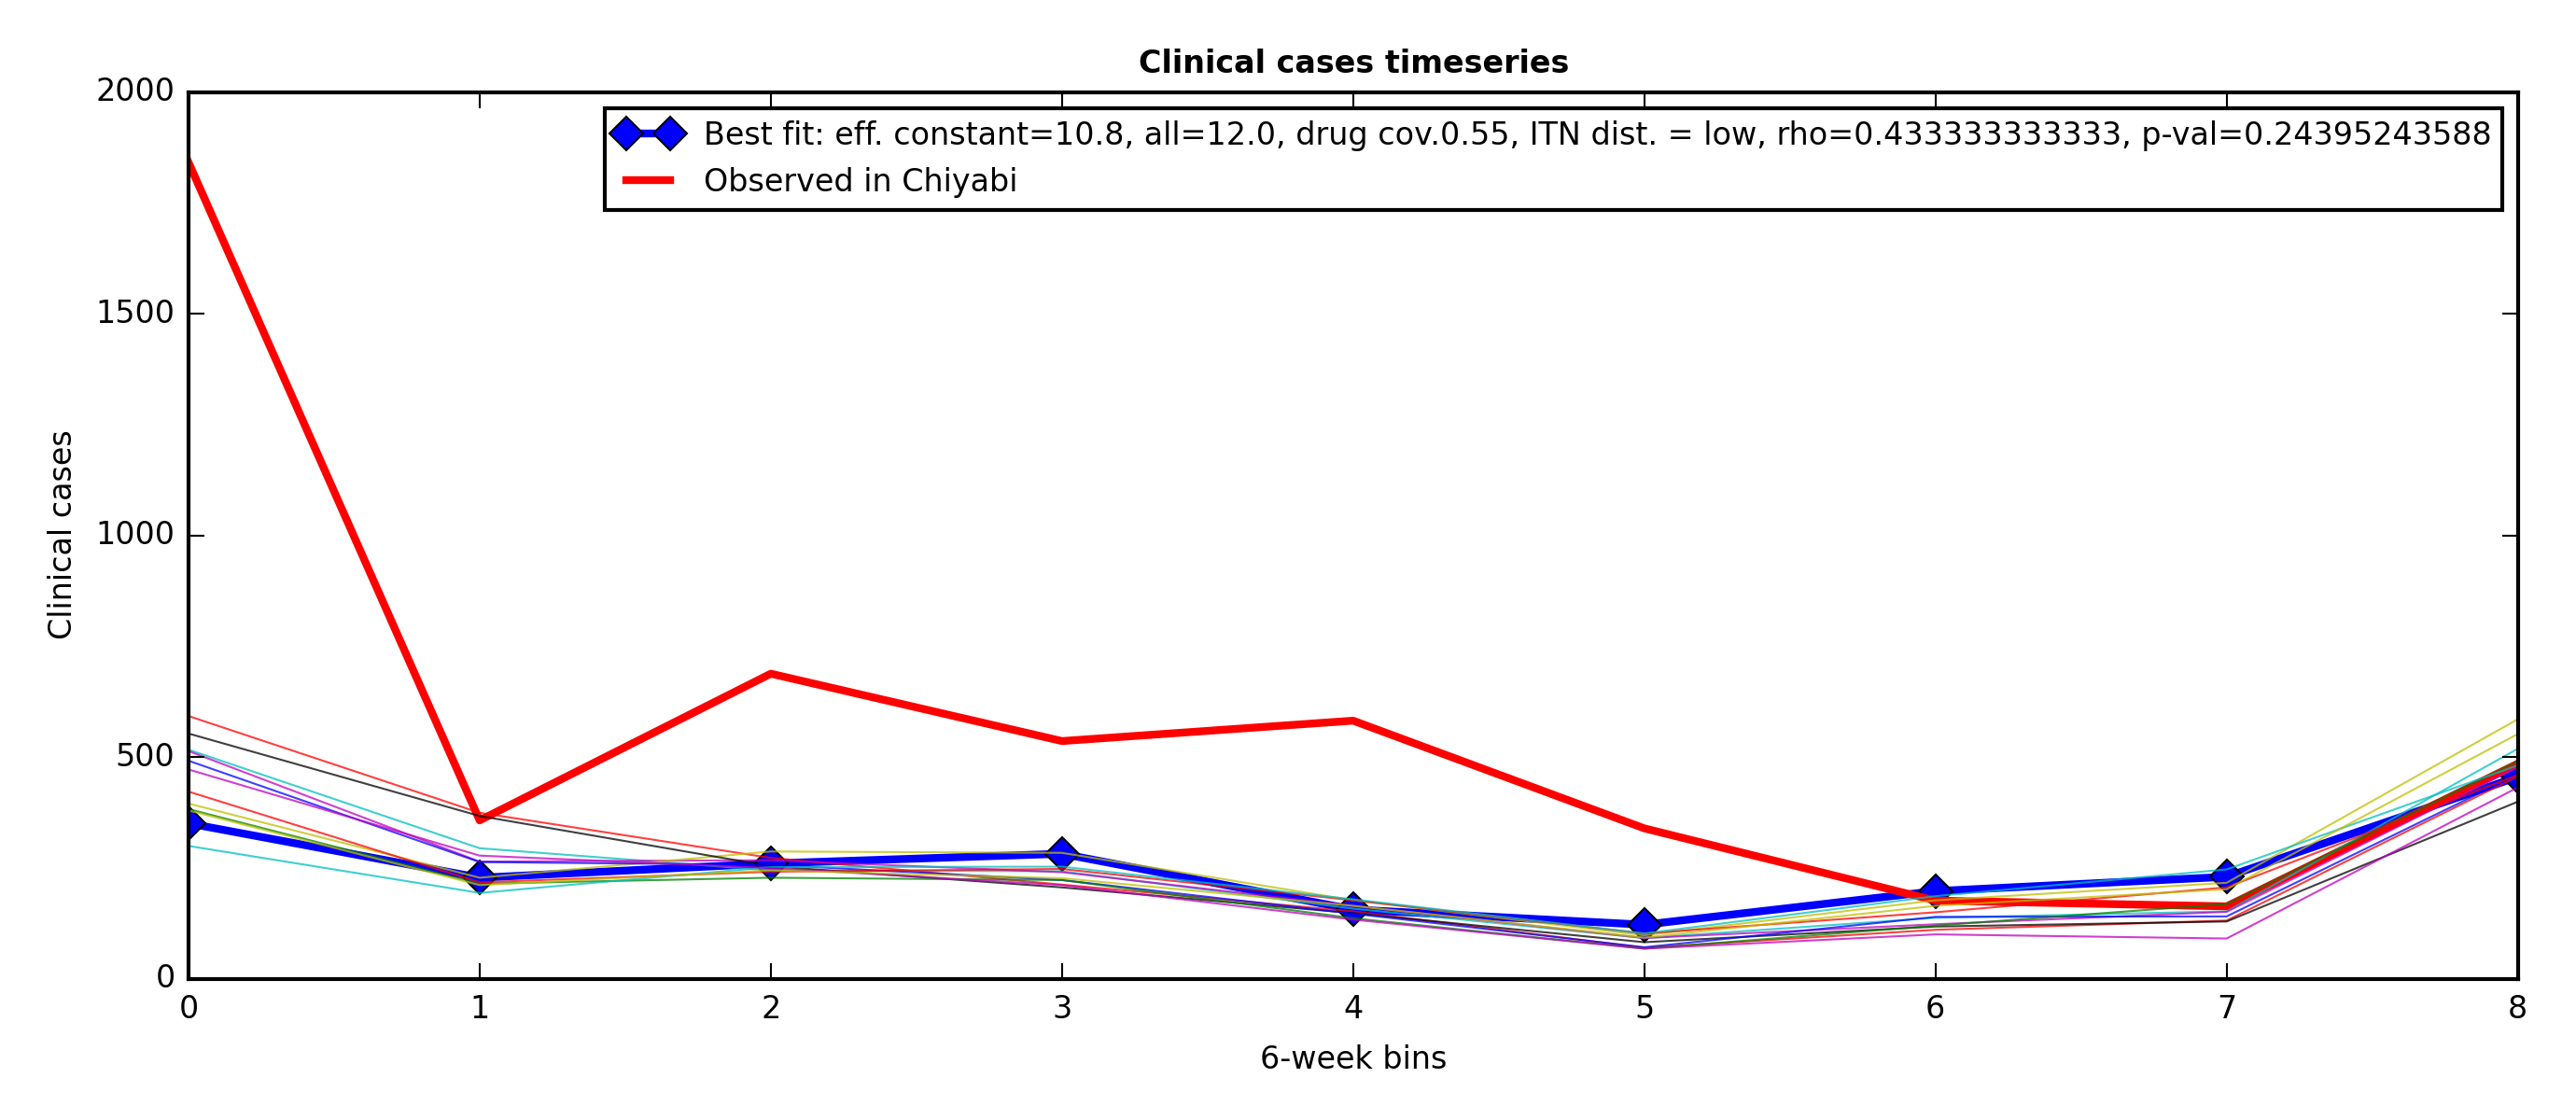 Clinical cases timeseries
2000
1500
1000
500
0
Clinical cases
Best fit: eff. constant=10.8, all=12.0, drug cov.0.55, ITN dist. = low, rho=0.433333333333, p-val=0.24395243588
Observed in Chiyabi
0 1 2 3 4 5 6 7 8
6-week bins